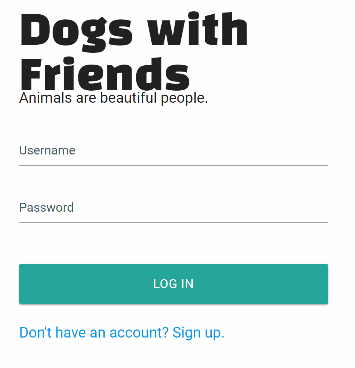 Dogs with
Friends
Animals are beautiful people.
Username
Password
LOG IN
Don't have an account? Sign up.